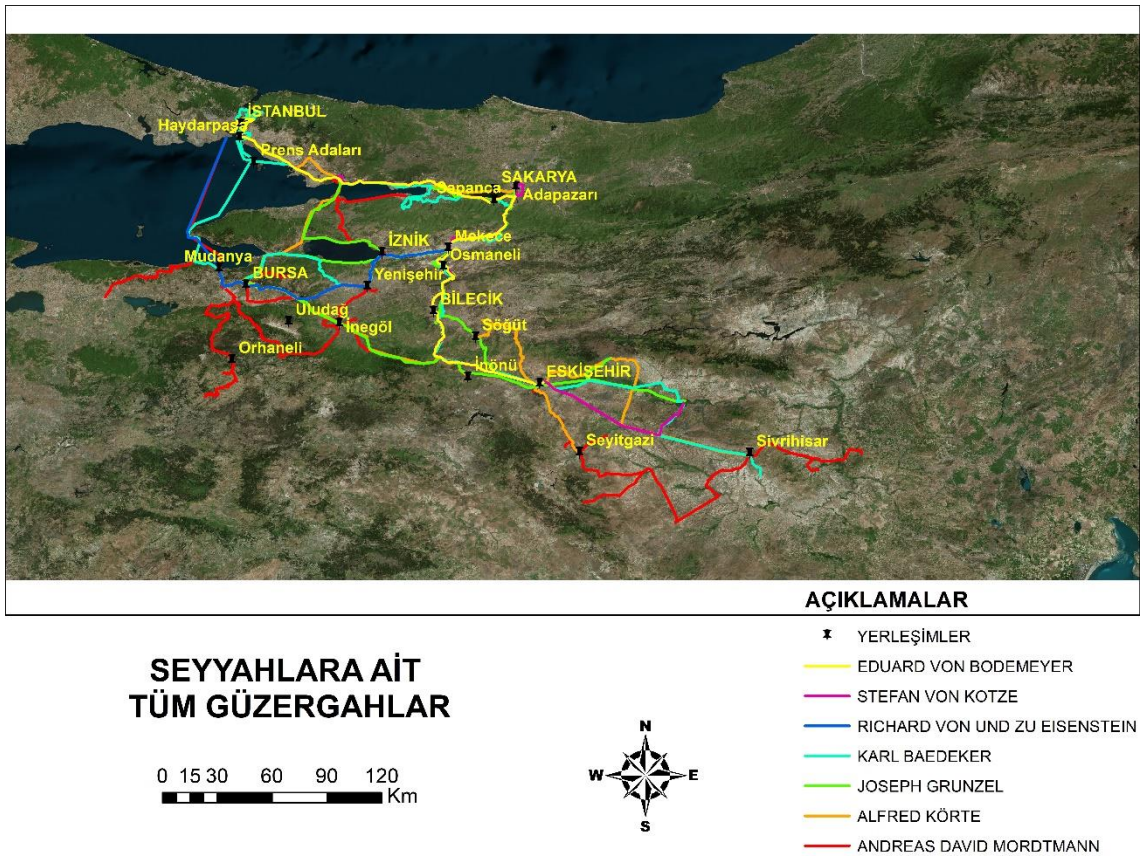 İSTANBUL
Haydarpaşa
Prens Adaları
SAKARYA
Sapanca
Adapazarı
Mekece
İZNİK
Osmaneli
Mudanya
BURSA
Yenişehir
BİLECİK
Uludağ
İnegöl
Söğüt
Orhaneli
İnönü
ESKİŞEHİR
Seyitgazi
Sivrihisar
SEYYAHLARA AİT
TÜM GÜZERGAHLAR
0 15 30 60 90 120
Km
N
W E
S
AÇIKLAMALAR
YERLEŞİMLER
EDUARD VON BODEMEYER
STEFAN VON KOTZE
RICHARD VON UND ZU EISENSTEIN
KARL BAEDEKER
JOSEPH GRUNZEL
ALFRED KÖRTE
ANDREAS DAVID MORDTMANN